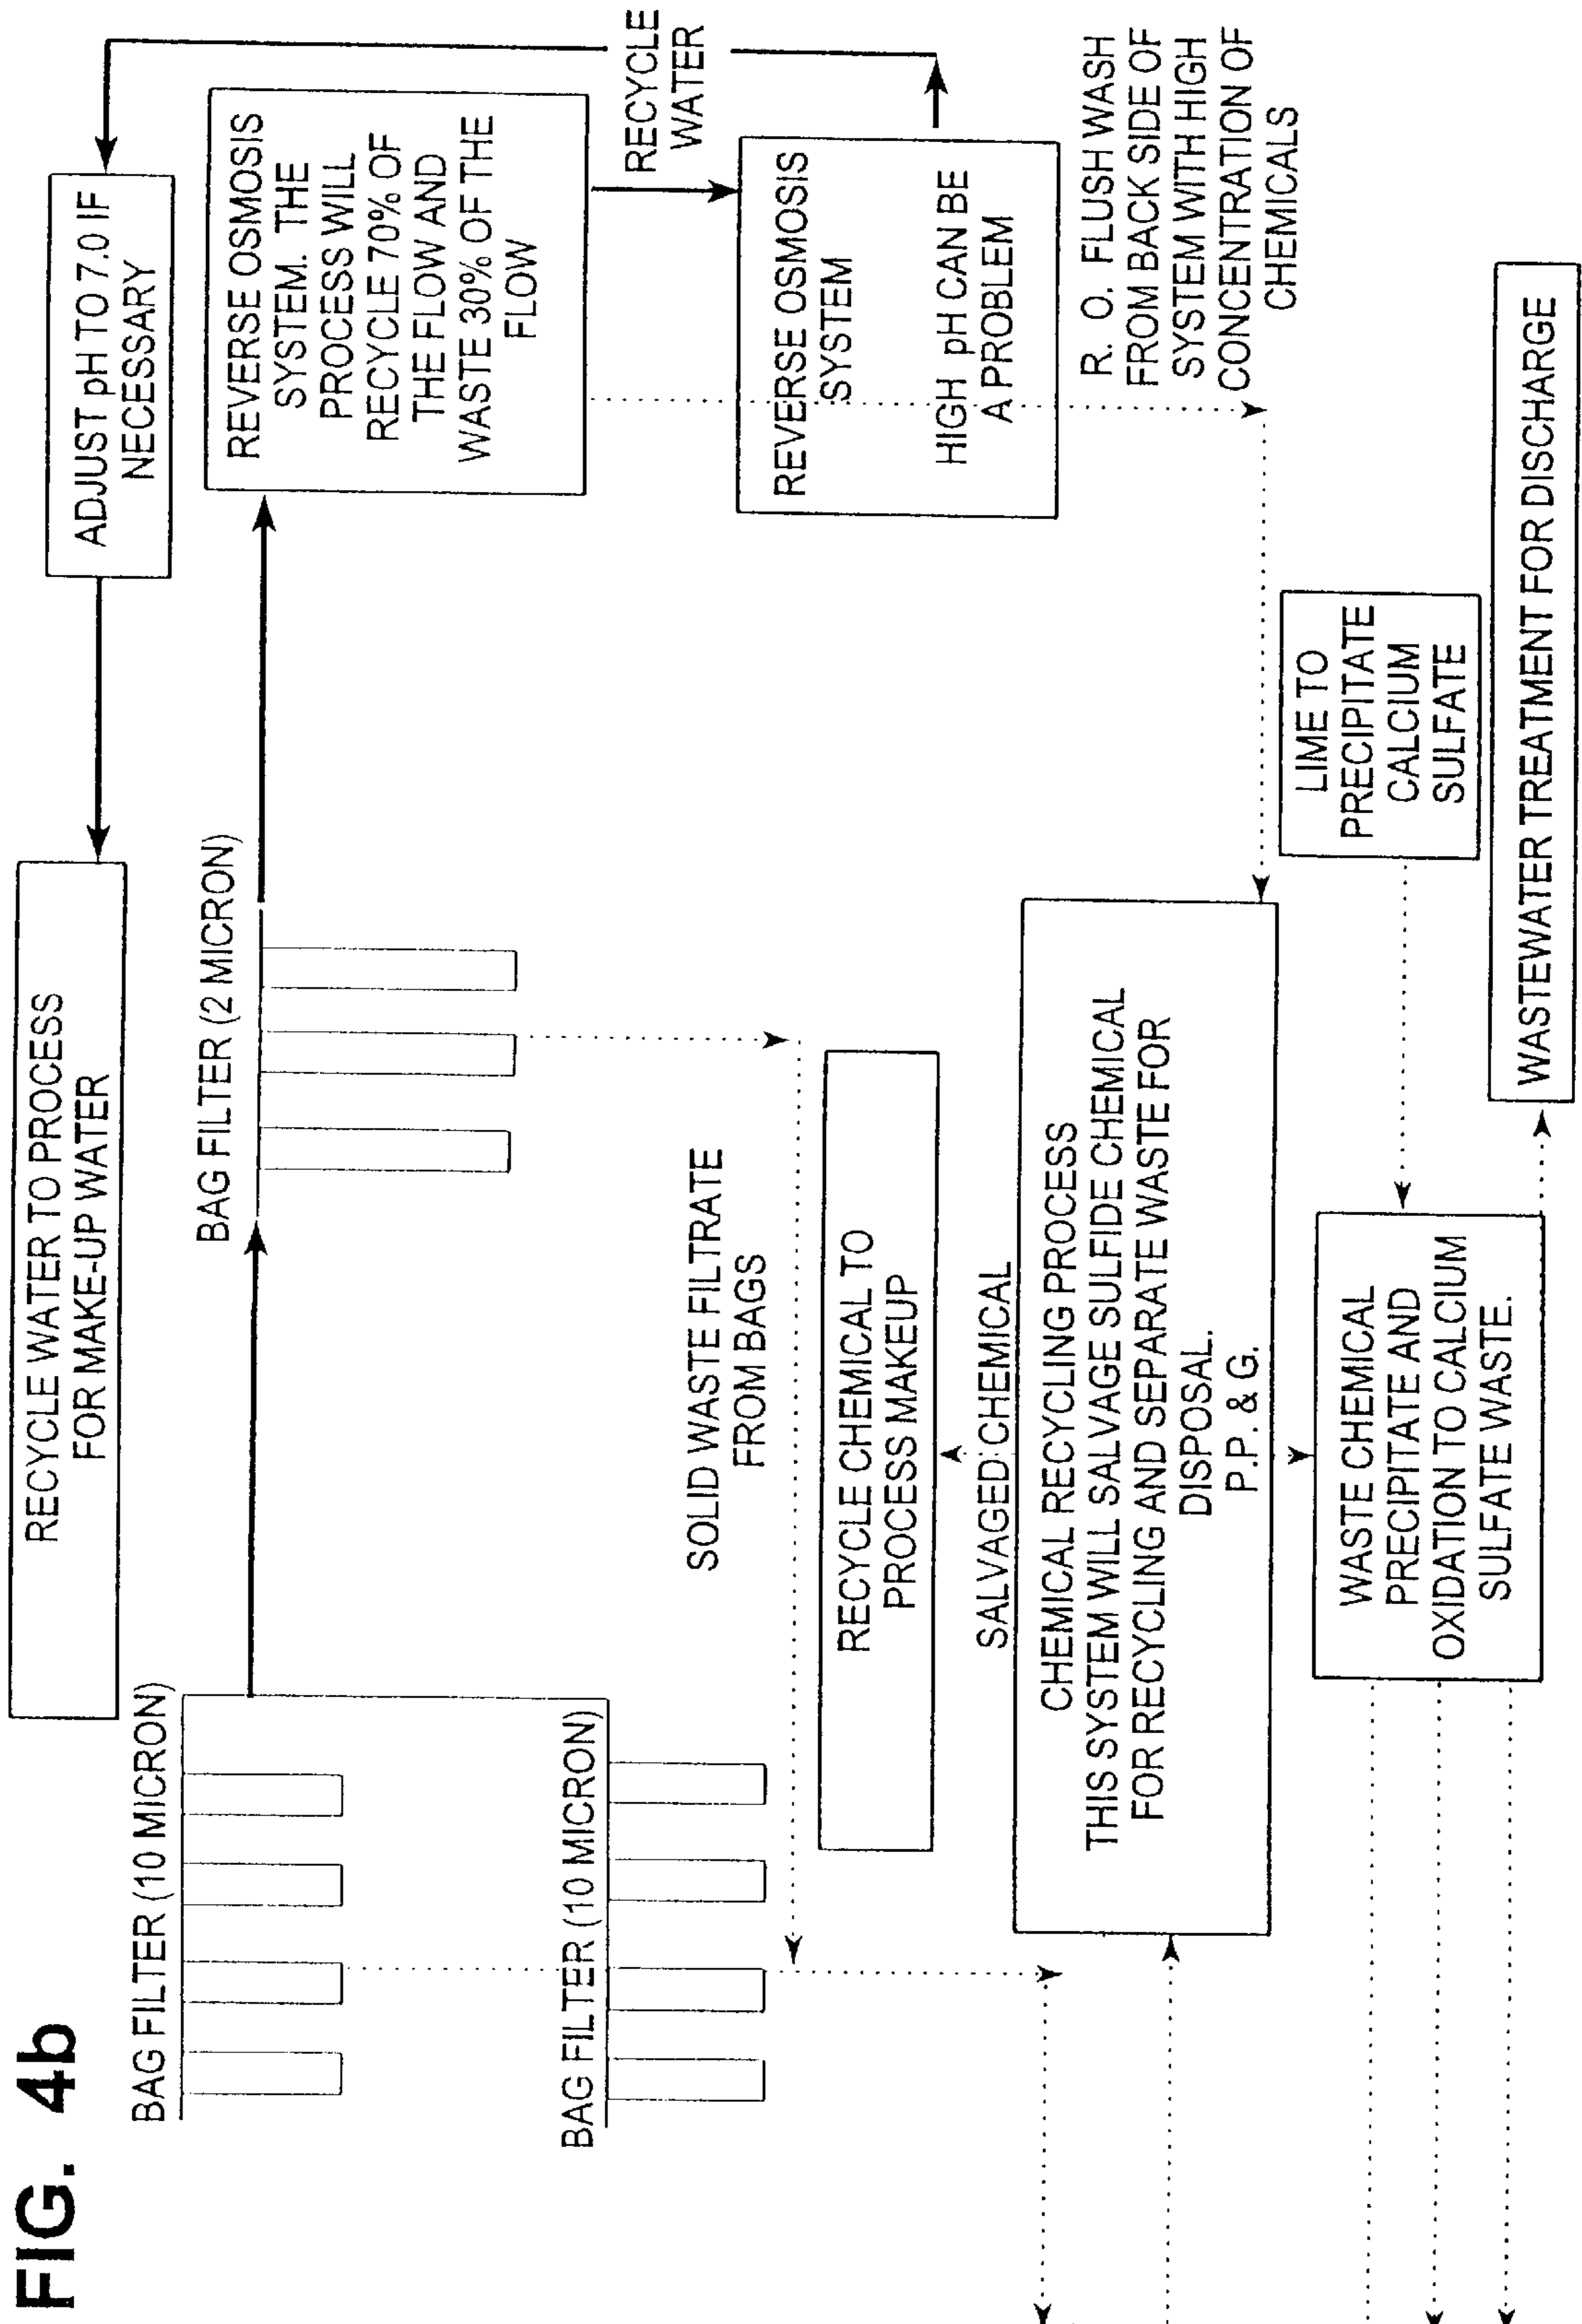 FIG. 4b
RECYCLE WATER TO PROCESS
FOR MAKE-UP WATER
ADJUST pH TO 7.0 IF
NECESSARY
BAG FILTER (10 MICRON)
BAG FILTER (2 MICRON)
REVERSE OSMOSIS
SYSTEM. THE
PROCESS WILL
RECYCLE 70% OF
THE FLOW AND
WASTE 30% OF THE
FLOW
BAG FILTER (10 MICRON)
SOLID WASTE FILTRATE
FROM BAGS
RECYCLE
WATER
REVERSE OSMOSIS
SYSTEM
HIGH pH CAN BE
A PROBLEM
RECYCLE CHEMICAL TO
PROCESS MAKEUP
SALVAGED CHEMICAL
R. O. FLUSH WASH
FROM BACK SIDE OF
SYSTEM WITH HIGH
CONCENTRATION OF
CHEMICALS
CHEMICAL RECYCLING PROCESS
THIS SYSTEM WILL SALVAGE SULFIDE CHEMICAL
FOR RECYCLING AND SEPARATE WASTE FOR
DISPOSAL.
P.P. & G.
LIME TO
PRECIPITATE
CALCIUM
SULFATE
WASTE CHEMICAL
PRECIPITATE AND
OXIDATION TO CALCIUM
SULFATE WASTE.
WASTEWATER TREATMENT FOR DISCHARGE